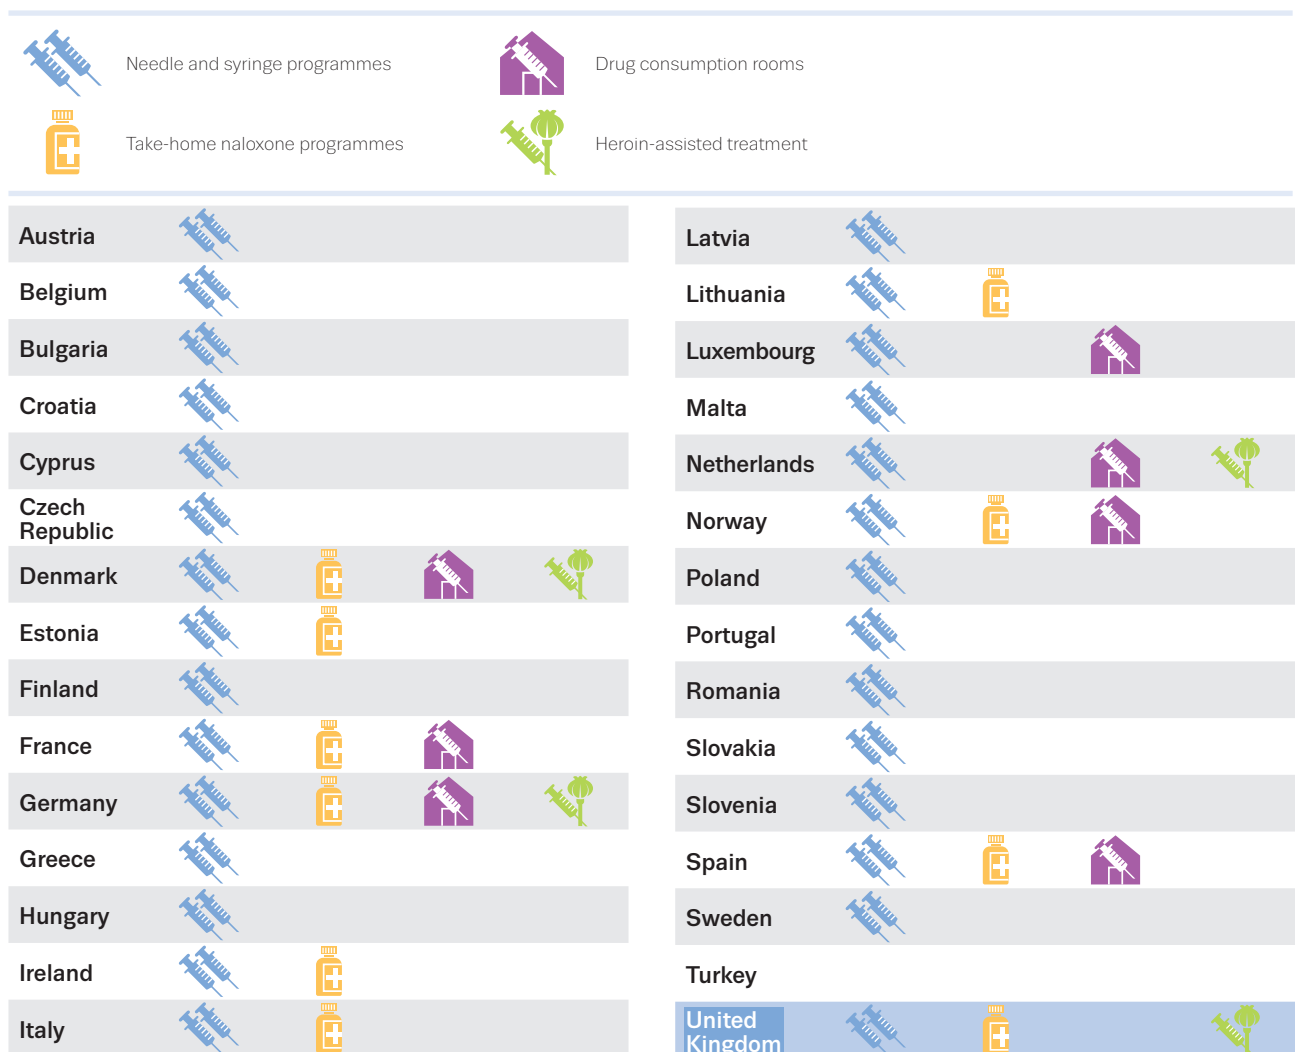 Needle and syringe programmes
Drug consumption rooms
Take-home naloxone programmes
Heroin-assisted treatment
Austria
Belgium
Bulgaria
Croatia
Cyprus
Czech
Republic
Denmark
Estonia
Finland
France
Germany
Greece
Hungary
Ireland
Italy
Latvia
Lithuania
Luxembourg
Malta
Netherlands
Norway
Poland
Portugal
Romania
Slovakia
Slovenia
Spain
Sweden
Turkey
United
Kingdom